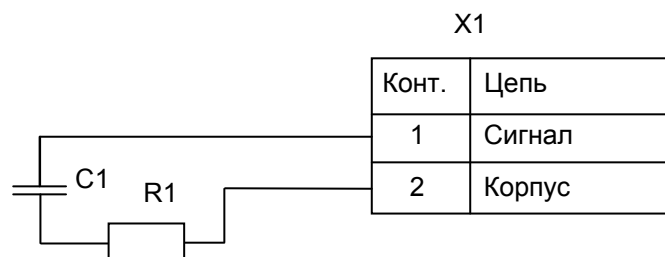 X1
Конт. Цепь
1 Сигнал
C1
R1
2 Корпус